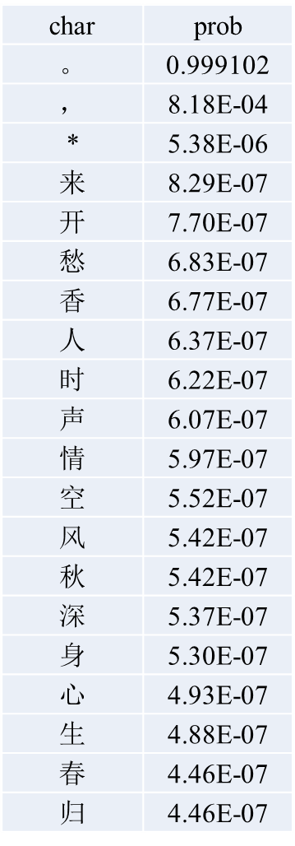 char prob
。 0.999102
， 8.18E-04
* 5.38E-06
来 8.29E-07
开 7.70E-07
愁 6.83E-07
香 6.77E-07
人 6.37E-07
时 6.22E-07
声 6.07E-07
情 5.97E-07
空 5.52E-07
风 5.42E-07
秋 5.42E-07
深 5.37E-07
身 5.30E-07
心 4.93E-07
生 4.88E-07
春 4.46E-07
归 4.46E-07